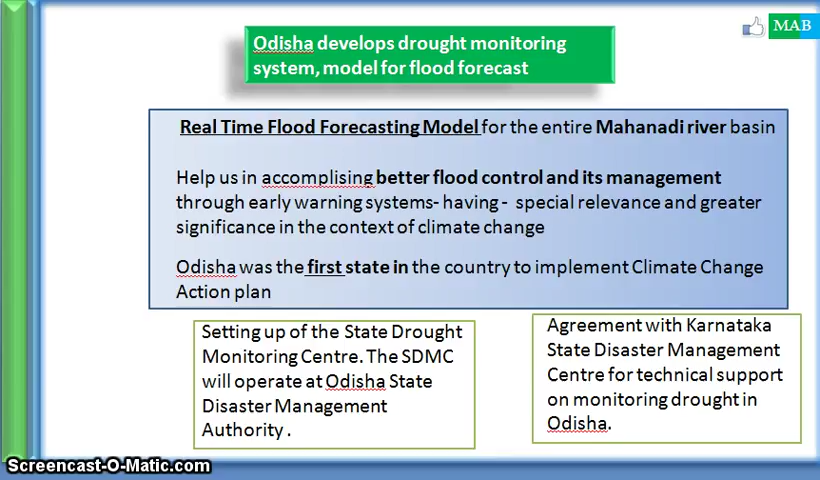 MAB
Odisha develops drought monitoring
system, model for flood forecast
Real Time Flood Forecasting Model for the entire Mahanadi river basin
Help us in accomplising better flood control and its management
through early warning systems- having - special relevance and greater
significance in the context of climate change
Odisha was the first state in the country to implement Climate Change
Action plan
Setting up of the State Drought
Monitoring Centre. The SDMC
will operate at Odisha State
Disaster Management
Authority .
Agreement with Karnataka
State Disaster Management
Centre for technical support
on monitoring drought in
Odisha.
Screencast-O-Matic.com